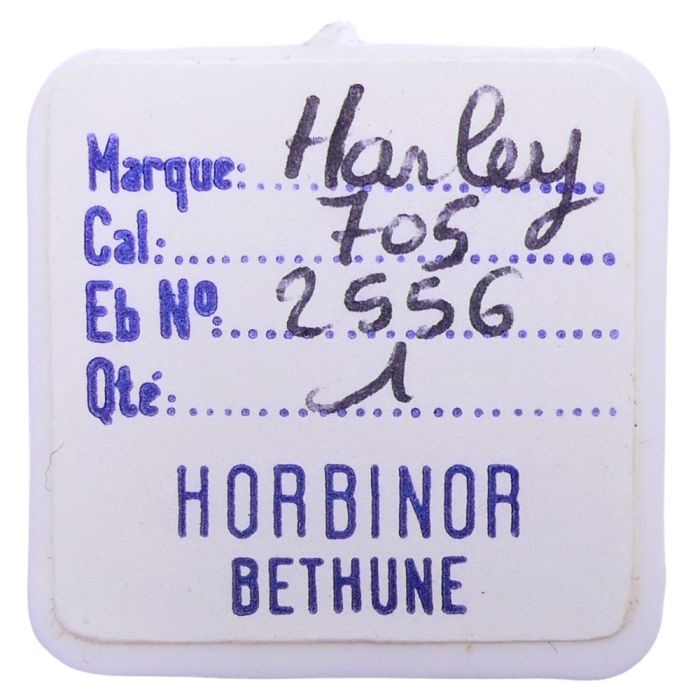 Marque: Harley
Cal: 705
Eb Nº: 2556
Qté: 1
HORBINOR
BETHUNE